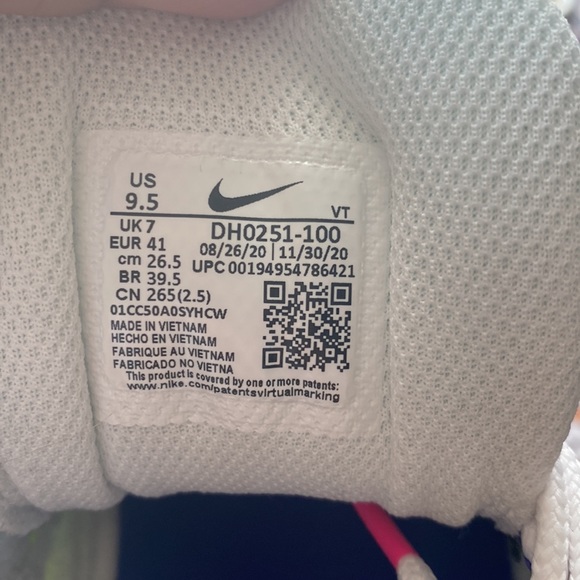 US
9.5
VT
UK 7
DH0251-100
EUR 41
08/26/20 | 11/30/20
cm 26.5
UPC 00194954786421
BR 39.5
CN 265(2.5)
01CC50A0SYHCW
MADE IN VIETNAM
HECHO EN VIETNAM
FABRIQUE AU VIETNAM
FABRICADO NO VIETNA
This product is covered by one or more patents:
www.nike.com/patentsvirtualmarking